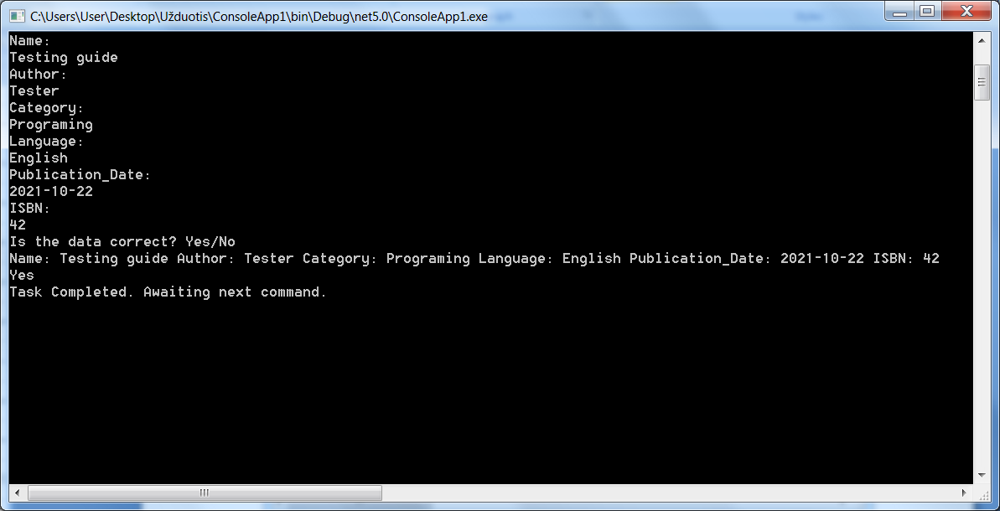 C:\Users\User\Desktop\Užduotis\ConsoleApp1\bin\Debug\net5.0\ConsoleApp1.exe
Name:
Testing guide
Author:
Tester
Category:
Programing
Language:
English
Publication_Date:
2021-10-22
ISBN:
42
Is the data correct? Yes/No
Name: Testing guide Author: Tester Category: Programing Language: English Publication_Date: 2021-10-22 ISBN: 42
Yes
Task Completed. Awaiting next command.